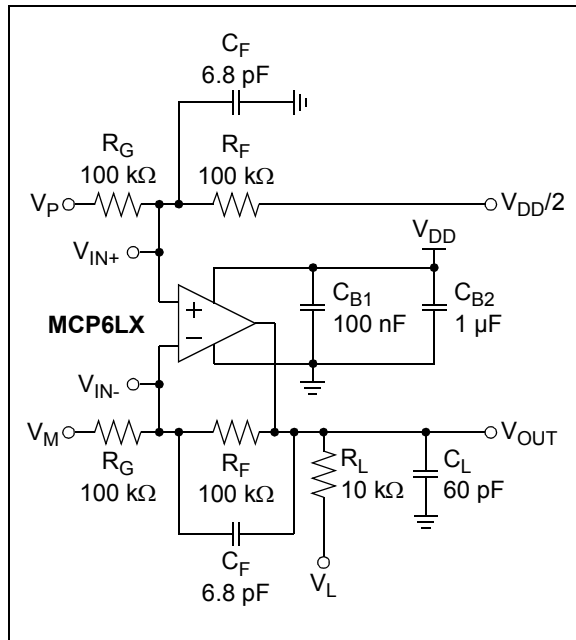 C_F
6.8 pF
R_G
100 kΩ
R_F
100 kΩ
V_P
V_DD/2
V_IN+
V_DD
MCP6LX
+
−
C_B1
100 nF
C_B2
1 µF
V_IN-
V_M
V_OUT
R_G
100 kΩ
R_F
100 kΩ
R_L
10 kΩ
C_L
60 pF
C_F
6.8 pF
V_L